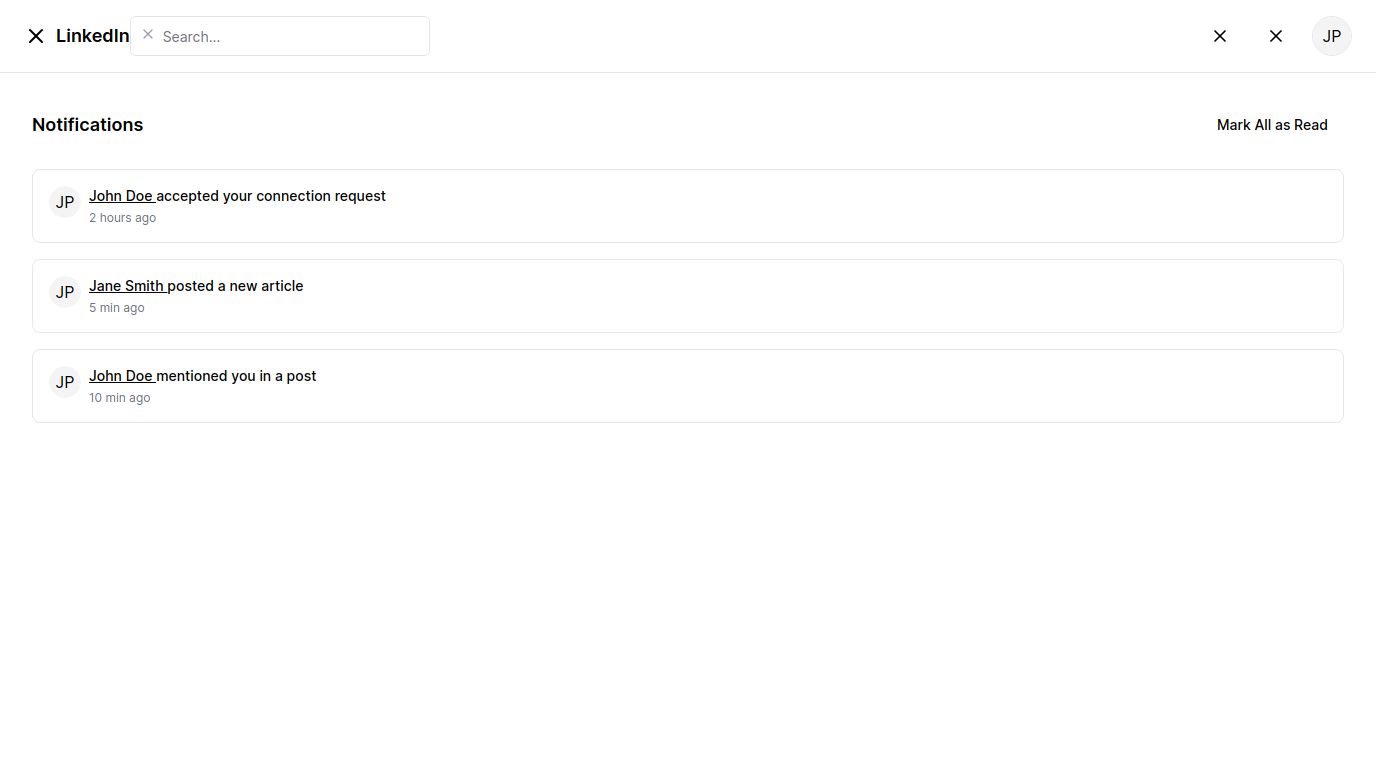 LinkedIn
Search...
JP
Notifications
Mark All as Read
JP
John Doe accepted your connection request
2 hours ago
JP
Jane Smith posted a new article
5 min ago
JP
John Doe mentioned you in a post
10 min ago